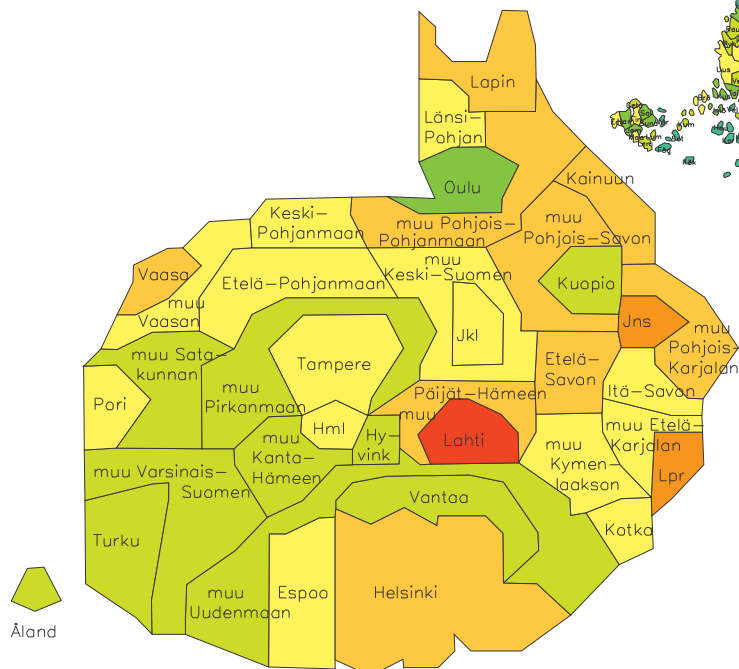 Lapin
Länsi-
Pohjan
Oulu
Kainuun
Keski-
Pohjanmaan
muu Pohjois-
Pohjanmaan
muu
Pohjois-Savon
Vaasa
muu
Vaasan
Etelä-Pohjanmaan
muu
Keski-Suomen
Kuopio
Jns
muu
Pohjois-
Karjalan
Jkl
muu Sata-
kunnan
Tampere
Etelä-
Savon
Itä-Savon
Pori
muu
Pirkanmaan
Päijät-Hämeen
muu
Hml
Hy-
vink
Lahti
muu Etelä-
Karjalan
muu
Kanta-
Hämeen
muu
Kymen-
laakson
Lpr
muu Varsinais-
Suomen
Vantaa
Turku
Kotka
muu
Uudenmaan
Espoo
Helsinki
Åland